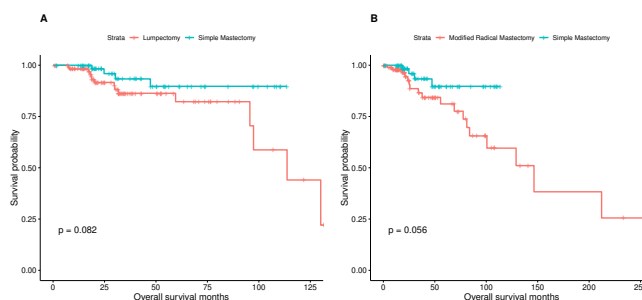 A
Strata Lumpectomy Simple Mastectomy
1.00
0.75
0.50
0.25
0.00
Survival probability
p = 0.082
0 25 50 75 100 125
Overall survival months
B
Strata Modified Radical Mastectomy Simple Mastectomy
1.00
0.75
0.50
0.25
0.00
Survival probability
p = 0.056
0 50 100 150 200 250
Overall survival months